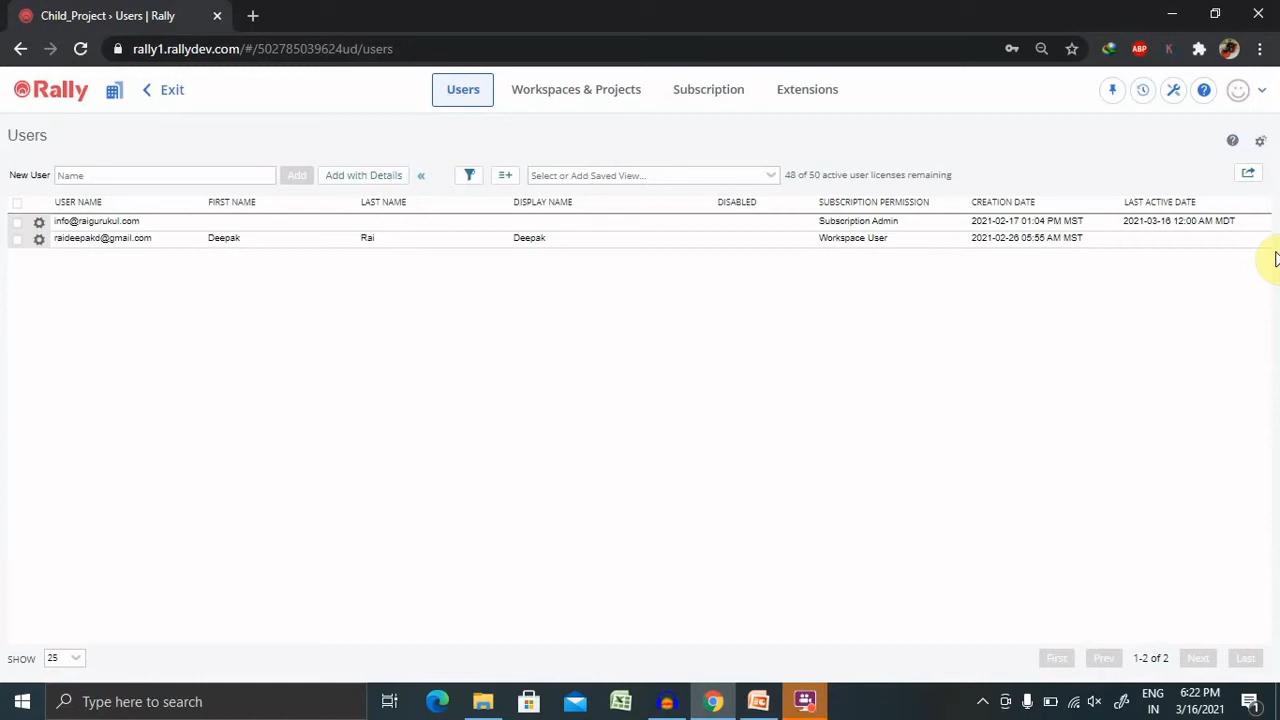 Child_Project › Users | Rally
rally1.rallydev.com/#/502785039624ud/users
ABP
K
Rally
Exit
Users
Workspaces & Projects
Subscription
Extensions
Users
New User
Name
Add
Add with Details
«
Select or Add Saved View...
48 of 50 active user licenses remaining
USER NAME FIRST NAME LAST NAME DISPLAY NAME DISABLED SUBSCRIPTION PERMISSION CREATION DATE LAST ACTIVE DATE
info@raigurukul.com Subscription Admin 2021-02-17 01:04 PM MST 2021-03-16 12:00 AM MDT
raideepakd@gmail.com Deepak Rai Deepak Workspace User 2021-02-26 05:55 AM MST
SHOW 25
First Prev 1-2 of 2 Next Last
Type here to search
ENG
IN
6:22 PM
3/16/2021
1